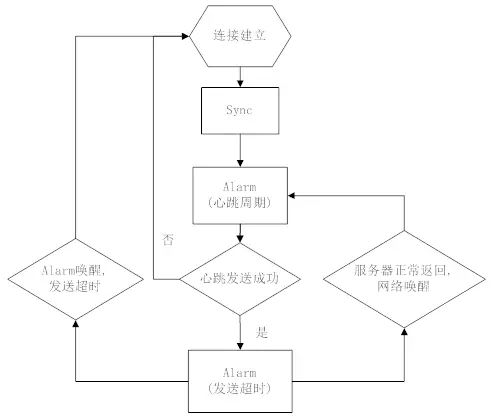 连接建立
Sync
Alarm
(心跳周期)
否
Alarm唤醒,
发送超时
心跳发送成功
服务器正常返回,
网络唤醒
是
Alarm
(发送超时)